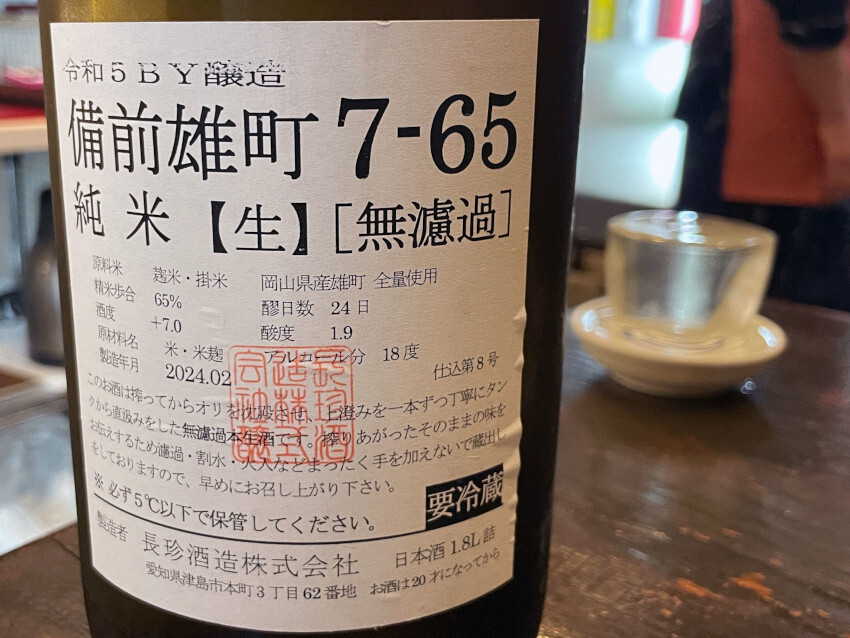 令和5BY醸造
備前雄町 7-65
純米【生】[無濾過]
原料米 麹米・掛米 岡山県産雄町 全量使用
精米歩合 65% 醪日数 24日
酒度 +7.0 酸度 1.9
原材料名 米・米麹 アルコール分 18度
製造年月 2024.02 仕込第8号
このお酒は搾ってからオリを沈殿させ、上澄みを一本ずつ丁寧にタン
クから直汲みをした無濾過本生酒です。搾りあがったそのままの味を
お伝えするため濾過・割水・火入などまったく手を加えないで蔵出し
をしておりますので、早めにお召し上がり下さい。
※必ず5℃以下で保管してください。
要冷蔵
製造者 長珍酒造株式会社 日本酒1.8L詰
愛知県津島市本町3丁目62番地 お酒は20才になってから